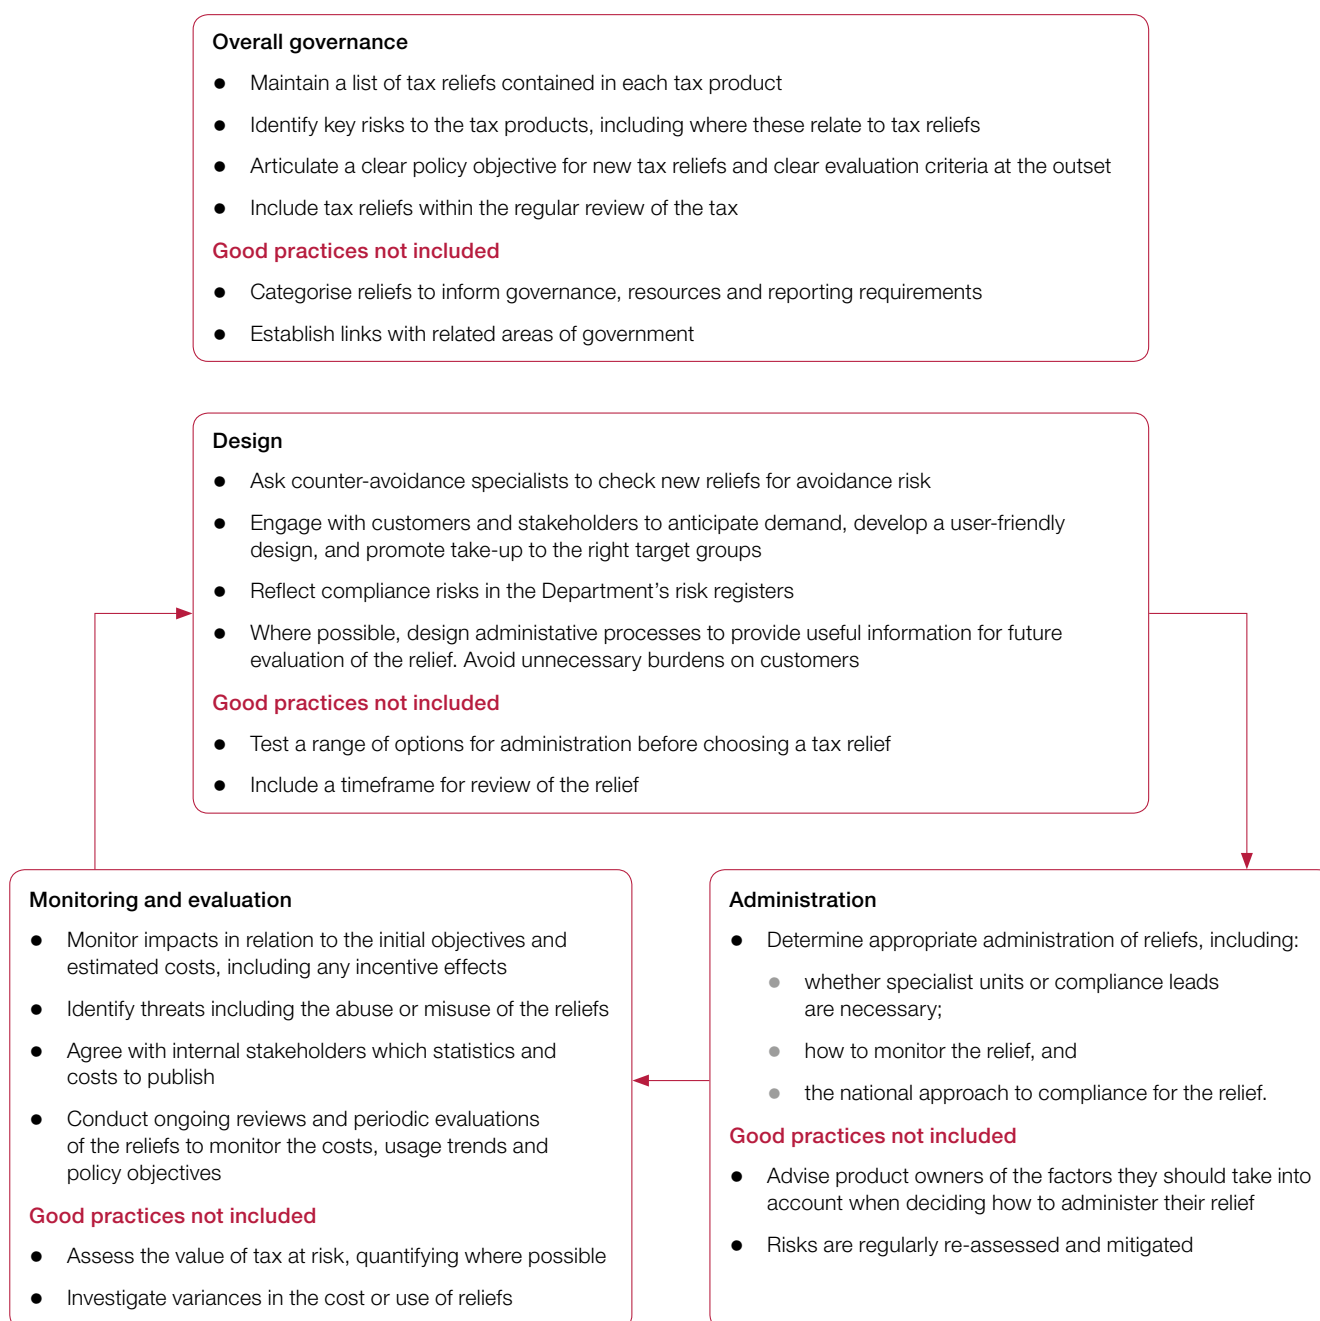 Overall governance
● Maintain a list of tax reliefs contained in each tax product
● Identify key risks to the tax products, including where these relate to tax reliefs
● Articulate a clear policy objective for new tax reliefs and clear evaluation criteria at the outset
● Include tax reliefs within the regular review of the tax
Good practices not included
● Categorise reliefs to inform governance, resources and reporting requirements
● Establish links with related areas of government
Design
● Ask counter-avoidance specialists to check new reliefs for avoidance risk
● Engage with customers and stakeholders to anticipate demand, develop a user-friendly
design, and promote take-up to the right target groups
● Reflect compliance risks in the Department’s risk registers
● Where possible, design administative processes to provide useful information for future
evaluation of the relief. Avoid unnecessary burdens on customers
Good practices not included
● Test a range of options for administration before choosing a tax relief
● Include a timeframe for review of the relief
Monitoring and evaluation
● Monitor impacts in relation to the initial objectives and
estimated costs, including any incentive effects
● Identify threats including the abuse or misuse of the reliefs
● Agree with internal stakeholders which statistics and
costs to publish
● Conduct ongoing reviews and periodic evaluations
of the reliefs to monitor the costs, usage trends and
policy objectives
Good practices not included
● Assess the value of tax at risk, quantifying where possible
● Investigate variances in the cost or use of reliefs
Administration
● Determine appropriate administration of reliefs, including:
● whether specialist units or compliance leads
are necessary;
● how to monitor the relief, and
● the national approach to compliance for the relief.
Good practices not included
● Advise product owners of the factors they should take into
account when deciding how to administer their relief
● Risks are regularly re-assessed and mitigated